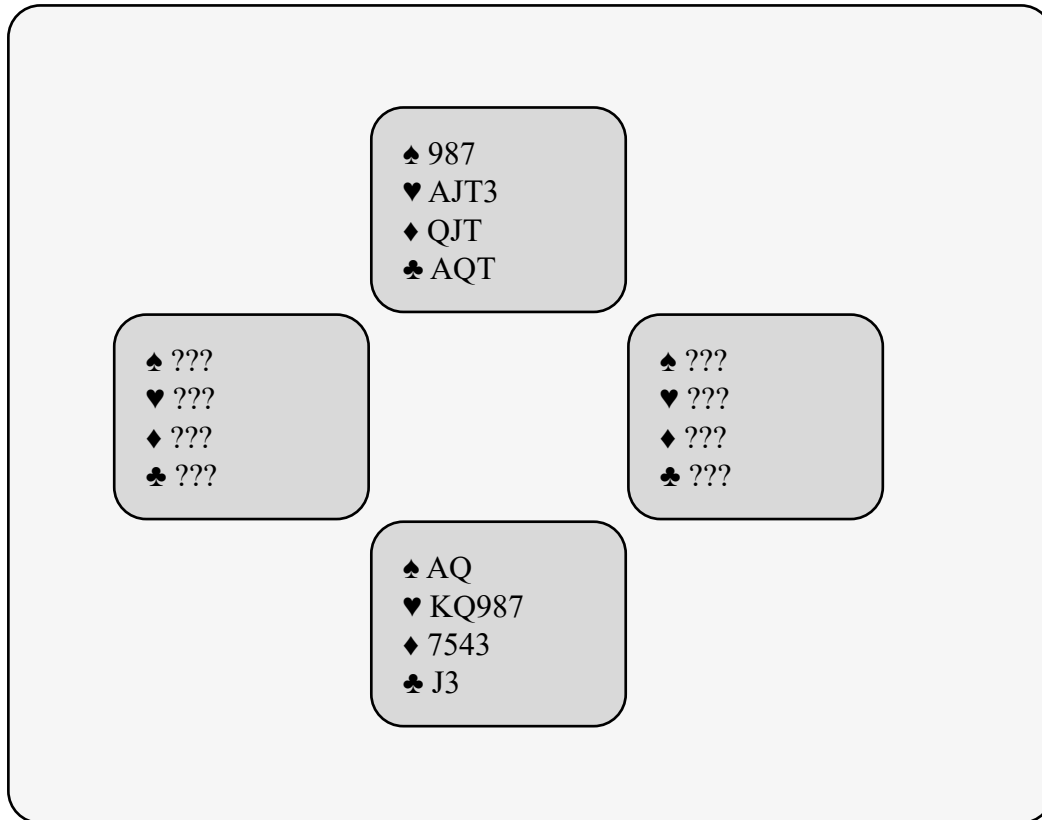 ♠ 987
♥ AJT3
♦ QJT
♣ AQT
♠ ???
♥ ???
♦ ???
♣ ???
♠ ???
♥ ???
♦ ???
♣ ???
♠ AQ
♥ KQ987
♦ 7543
♣ J3